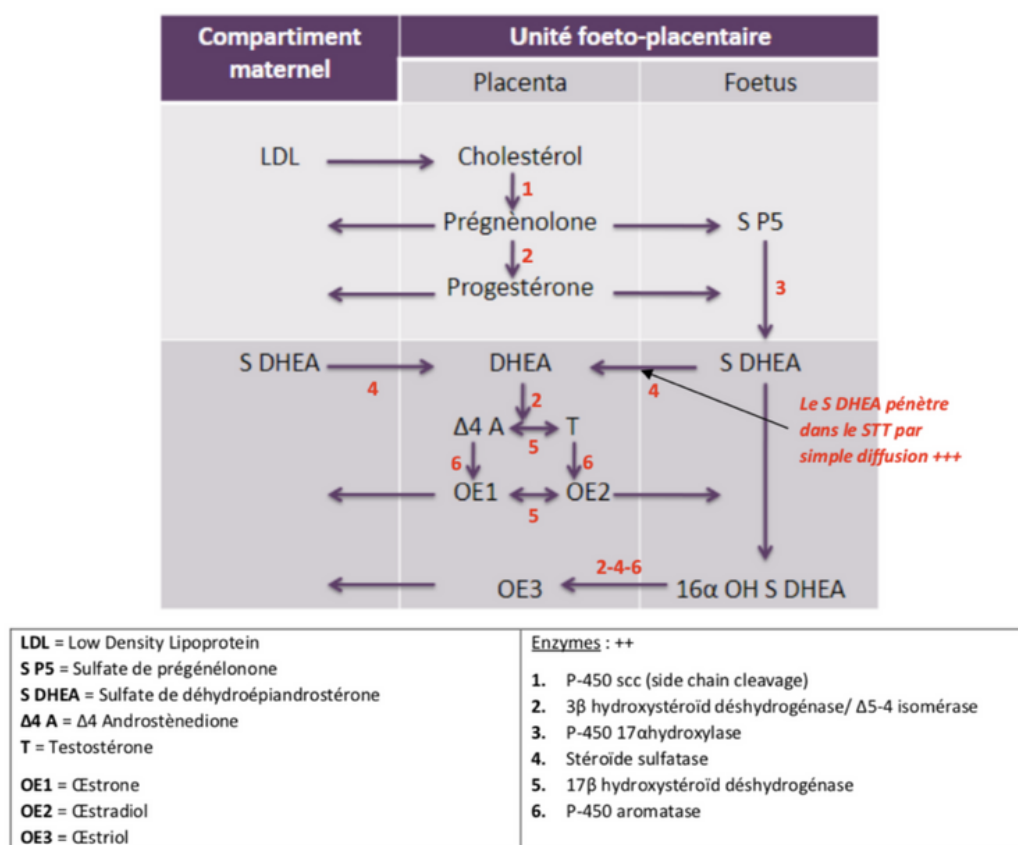 Compartiment maternel
Unité foeto-placentaire
Placenta
Foetus
LDL
Cholestérol
1
Prégnènolone
S P5
2
3
Progestérone
S DHEA
DHEA
S DHEA
4
4
2
Le S DHEA pénètre
dans le STT par
simple diffusion +++
Δ4 A
T
5
6
6
OE1
OE2
5
2-4-6
OE3
16α OH S DHEA
LDL = Low Density Lipoprotein
S P5 = Sulfate de prégénélonone
S DHEA = Sulfate de déhydroépiandrostérone
Δ4 A = Δ4 Androstènedione
T = Testostérone
OE1 = Œstrone
OE2 = Œstradiol
OE3 = Œstriol
Enzymes : ++
1. P-450 scc (side chain cleavage)
2. 3β hydroxystéroïd déshydrogénase/ Δ5-4 isomérase
3. P-450 17αhydroxylase
4. Stéroïde sulfatase
5. 17β hydroxystéroïd déshydrogénase
6. P-450 aromatase